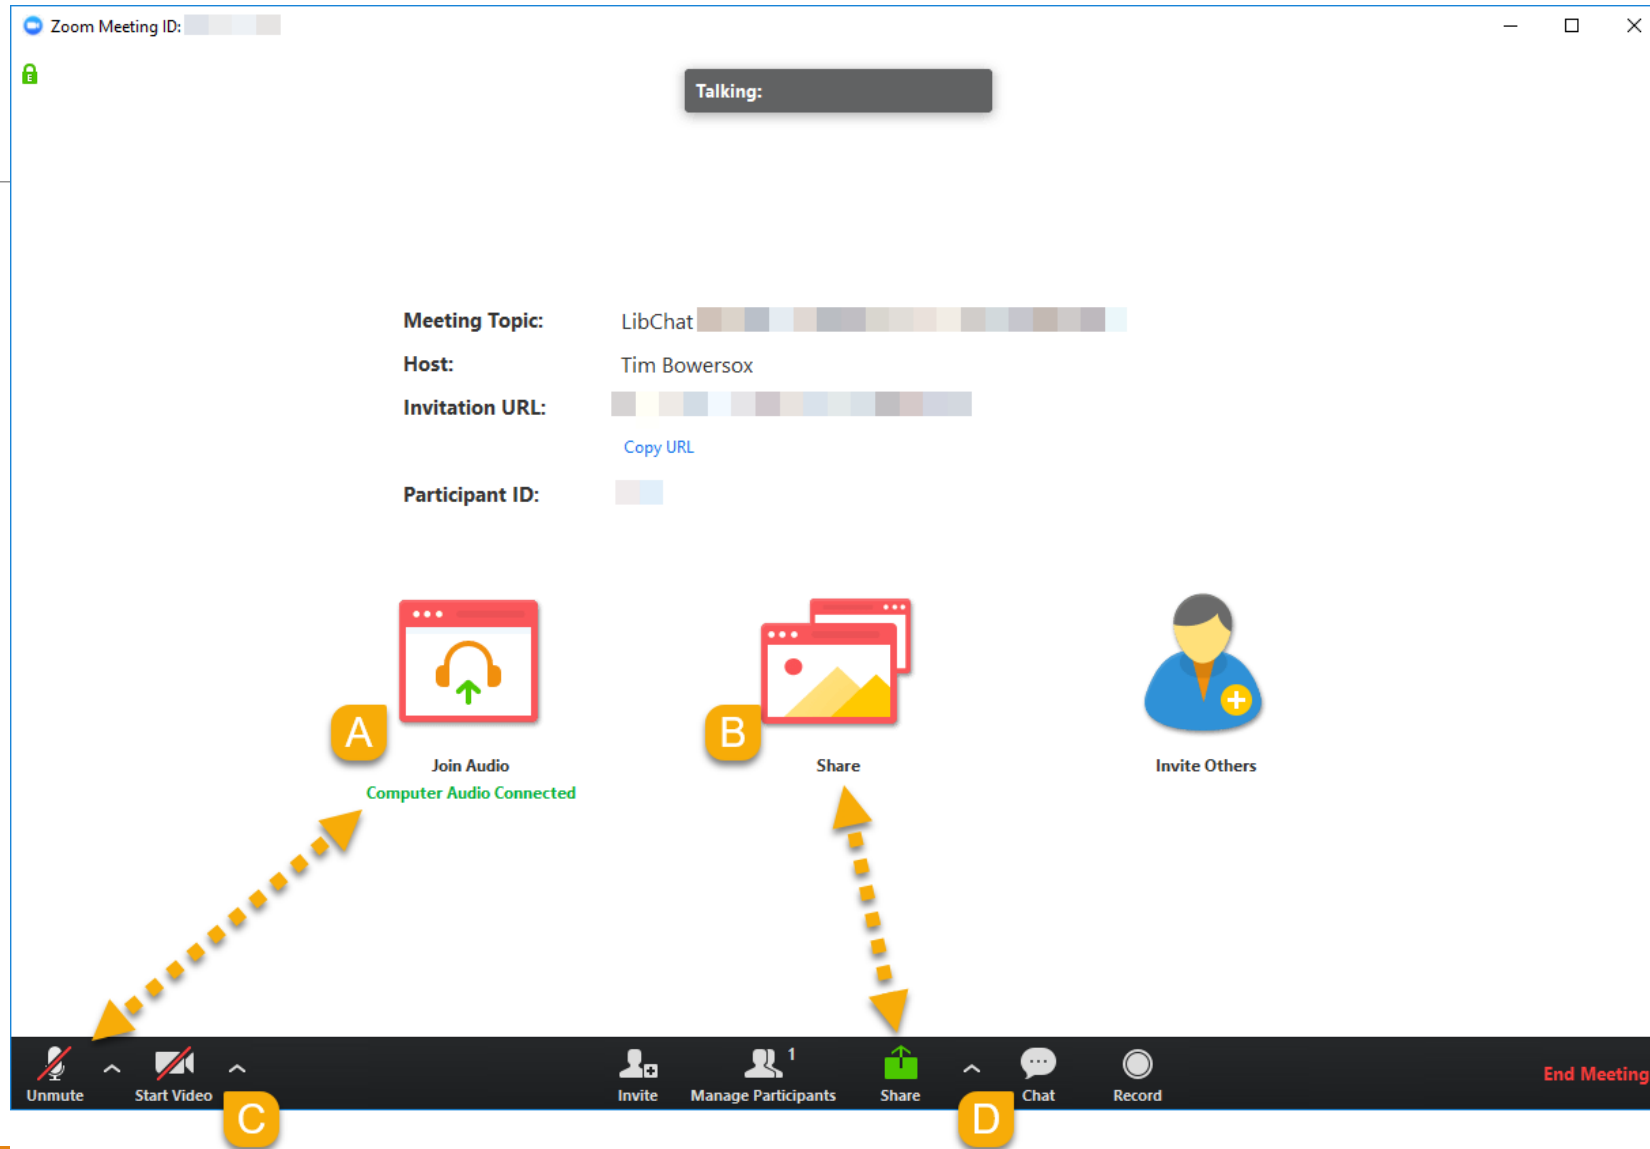 Zoom Meeting ID:
Talking:
Meeting Topic: LibChat
Host: Tim Bowersox
Invitation URL:
Copy URL
Participant ID:
A
B
Join Audio
Share
Invite Others
Computer Audio Connected
1
Unmute
Start Video
Invite
Manage Participants
Share
Chat
Record
End Meeting
C
D